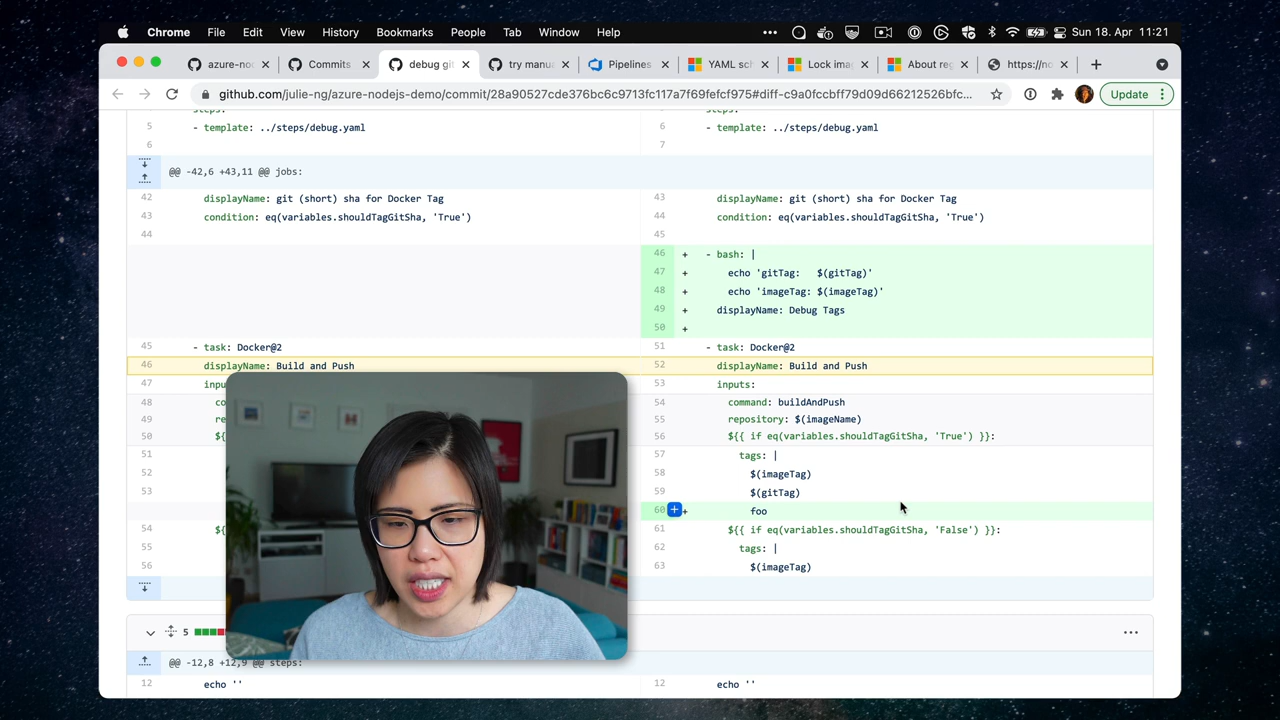 Chrome File Edit View History Bookmarks People Tab Window Help Sun 18. Apr 11:21
azure-noc Commits debug git try manua Pipelines YAML sch Lock imag About reg https://no
github.com/julie-ng/azure-nodejs-demo/commit/28a90527cde376bc6c9713fc117a7f69fefcf975#diff-c9a0fccbff79d09d66212526bfc... Update
5 - template: ../steps/debug.yaml 6 - template: ../steps/debug.yaml
6 7
@@ -42,6 +43,11 @@ jobs:
42 displayName: git (short) sha for Docker Tag 43 displayName: git (short) sha for Docker Tag
43 condition: eq(variables.shouldTagGitSha, 'True') 44 condition: eq(variables.shouldTagGitSha, 'True')
44 45
46 + - bash: |
47 + echo 'gitTag: $(gitTag)'
48 + echo 'imageTag: $(imageTag)'
49 + displayName: Debug Tags
50 +
45 - task: Docker@2 51 - task: Docker@2
46 displayName: Build and Push 52 displayName: Build and Push
47 inpu 53 inputs:
48 co 54 command: buildAndPush
49 re 55 repository: $(imageName)
50 ${ 56 ${{ if eq(variables.shouldTagGitSha, 'True') }}:
51 57 tags: |
52 58 $(imageTag)
53 59 $(gitTag)
60 + foo
54 ${ 61 ${{ if eq(variables.shouldTagGitSha, 'False') }}:
55 62 tags: |
56 63 $(imageTag)
5
@@ -12,8 +12,9 @@ steps:
12 echo '' 12 echo ''